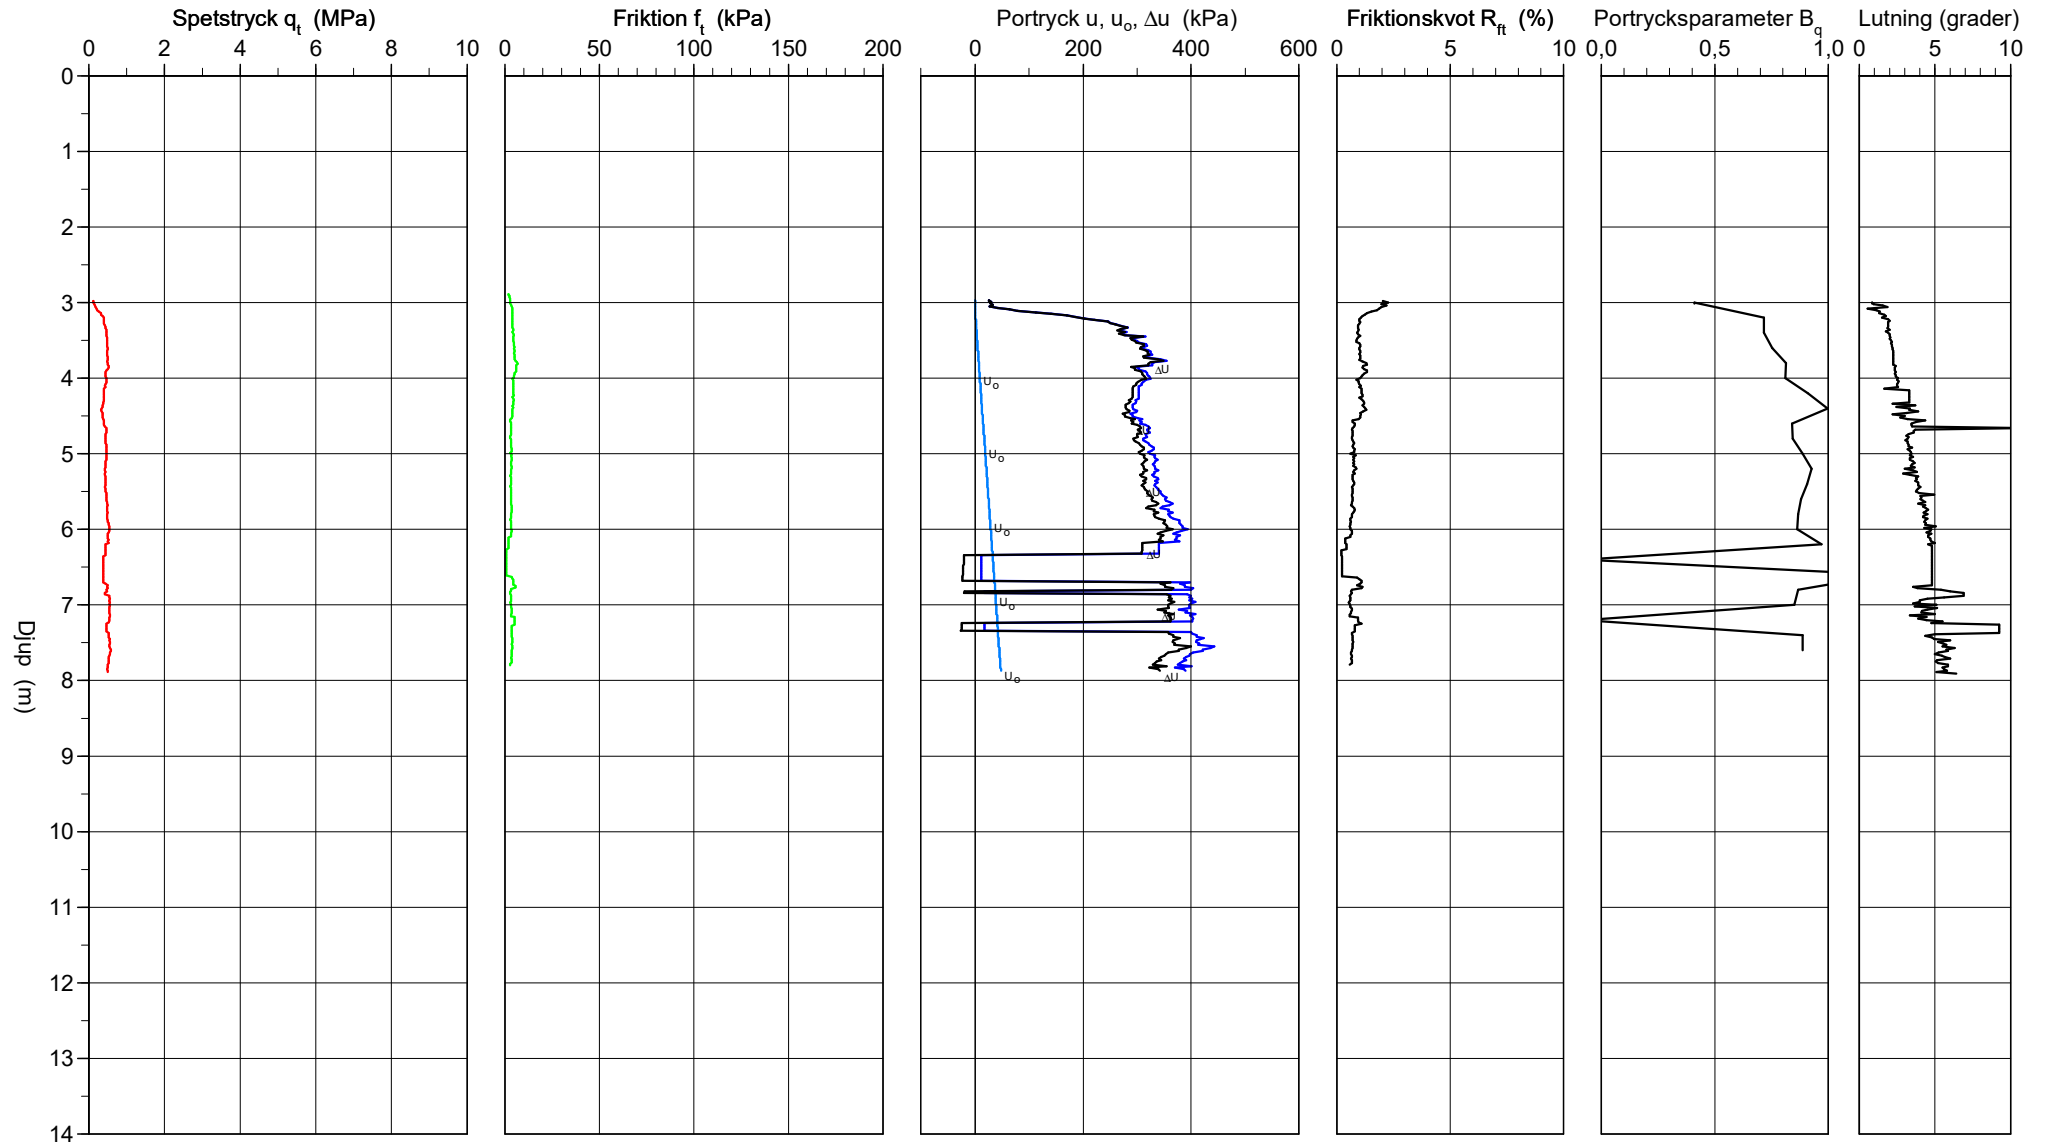 Spetstryck qt (MPa) Friktion ft (kPa) Portryck u, uo, Δu (kPa) Friktionskvot Rft (%) Portrycksparameter Bq Lutning (grader)
0 2 4 6 8 10 0 50 100 150 200 0 200 400 600 0 5 10 0,0 0,5 1,0 0 5 10
0
1
2
3
ΔU
4 Uo
ΔU
5 Uo
ΔU
6 Uo
ΔU
7 Uo
ΔU
8 Uo ΔU
9
10
11
12
13
14
Djup (m)